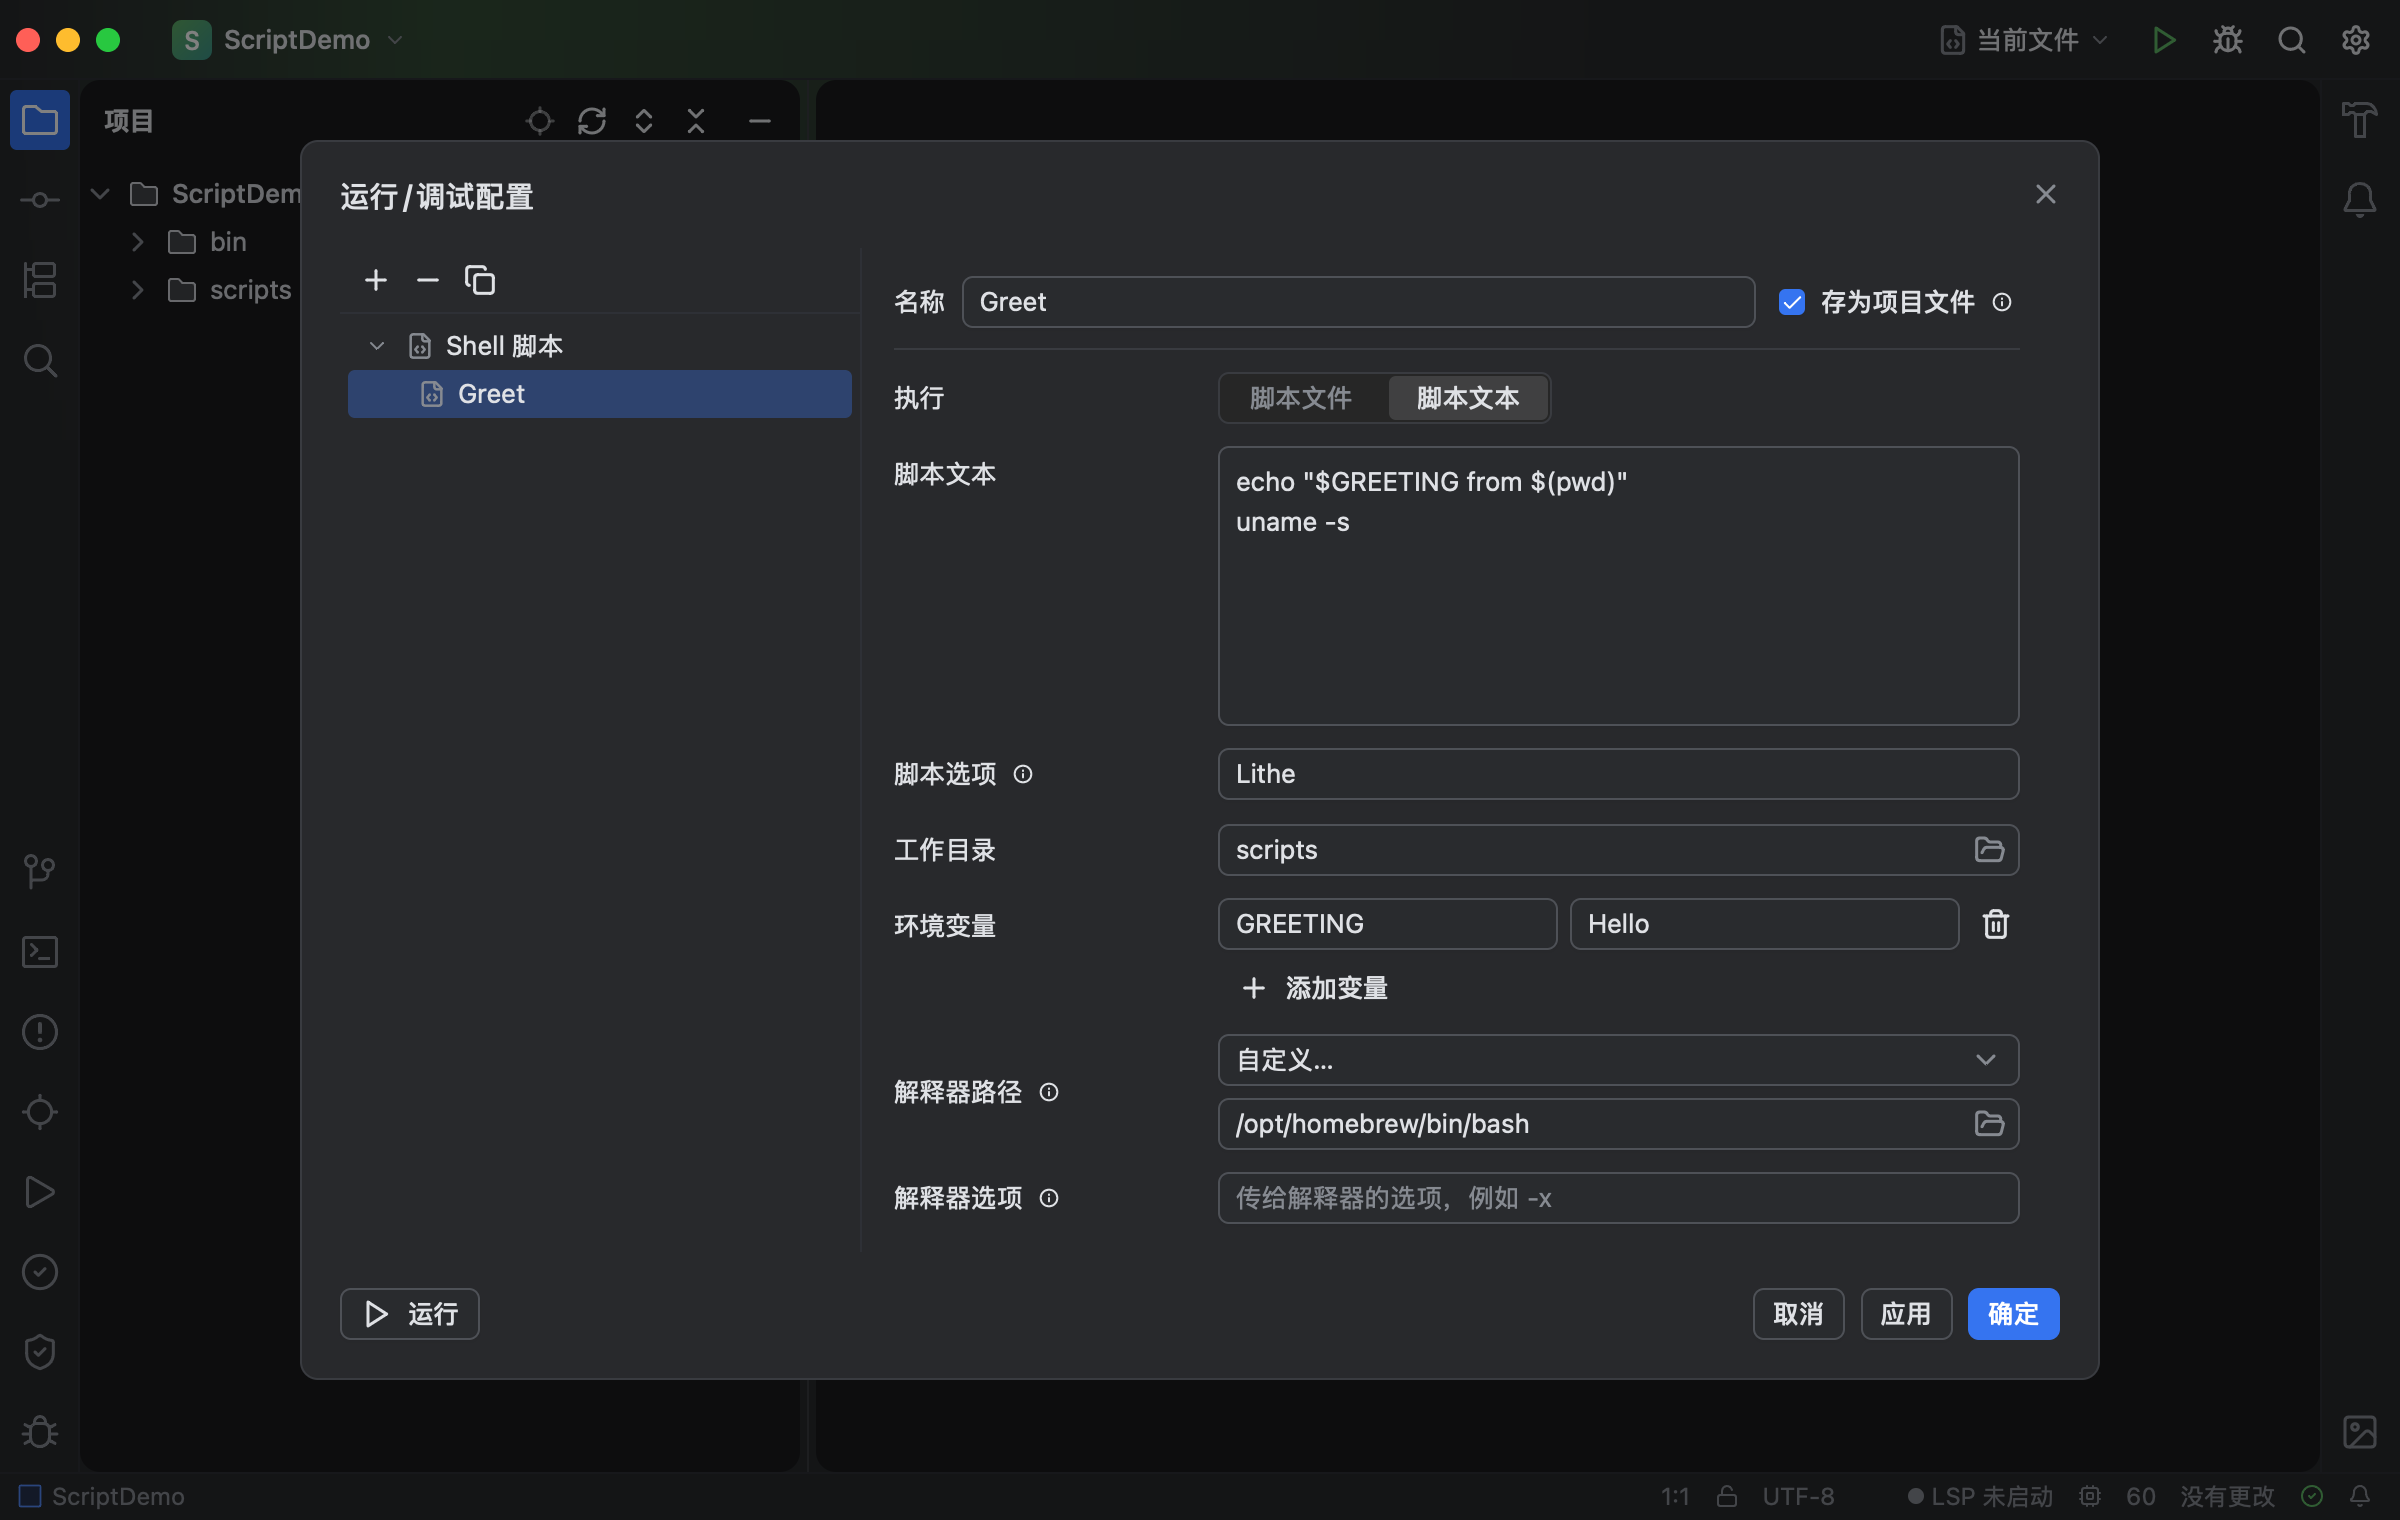 S ScriptDemo
当前文件
项目
ScriptDem
bin
scripts
运行/调试配置
Shell 脚本
Greet
名称 Greet 存为项目文件
执行 脚本文件 脚本文本
脚本文本
echo "$GREETING from $(pwd)"
uname -s
脚本选项 Lithe
工作目录 scripts
环境变量 GREETING Hello
添加变量
自定义...
解释器路径
/opt/homebrew/bin/bash
解释器选项 传给解释器的选项，例如 -x
运行 取消 应用 确定
ScriptDemo 1:1 UTF-8 LSP 未启动 60 没有更改